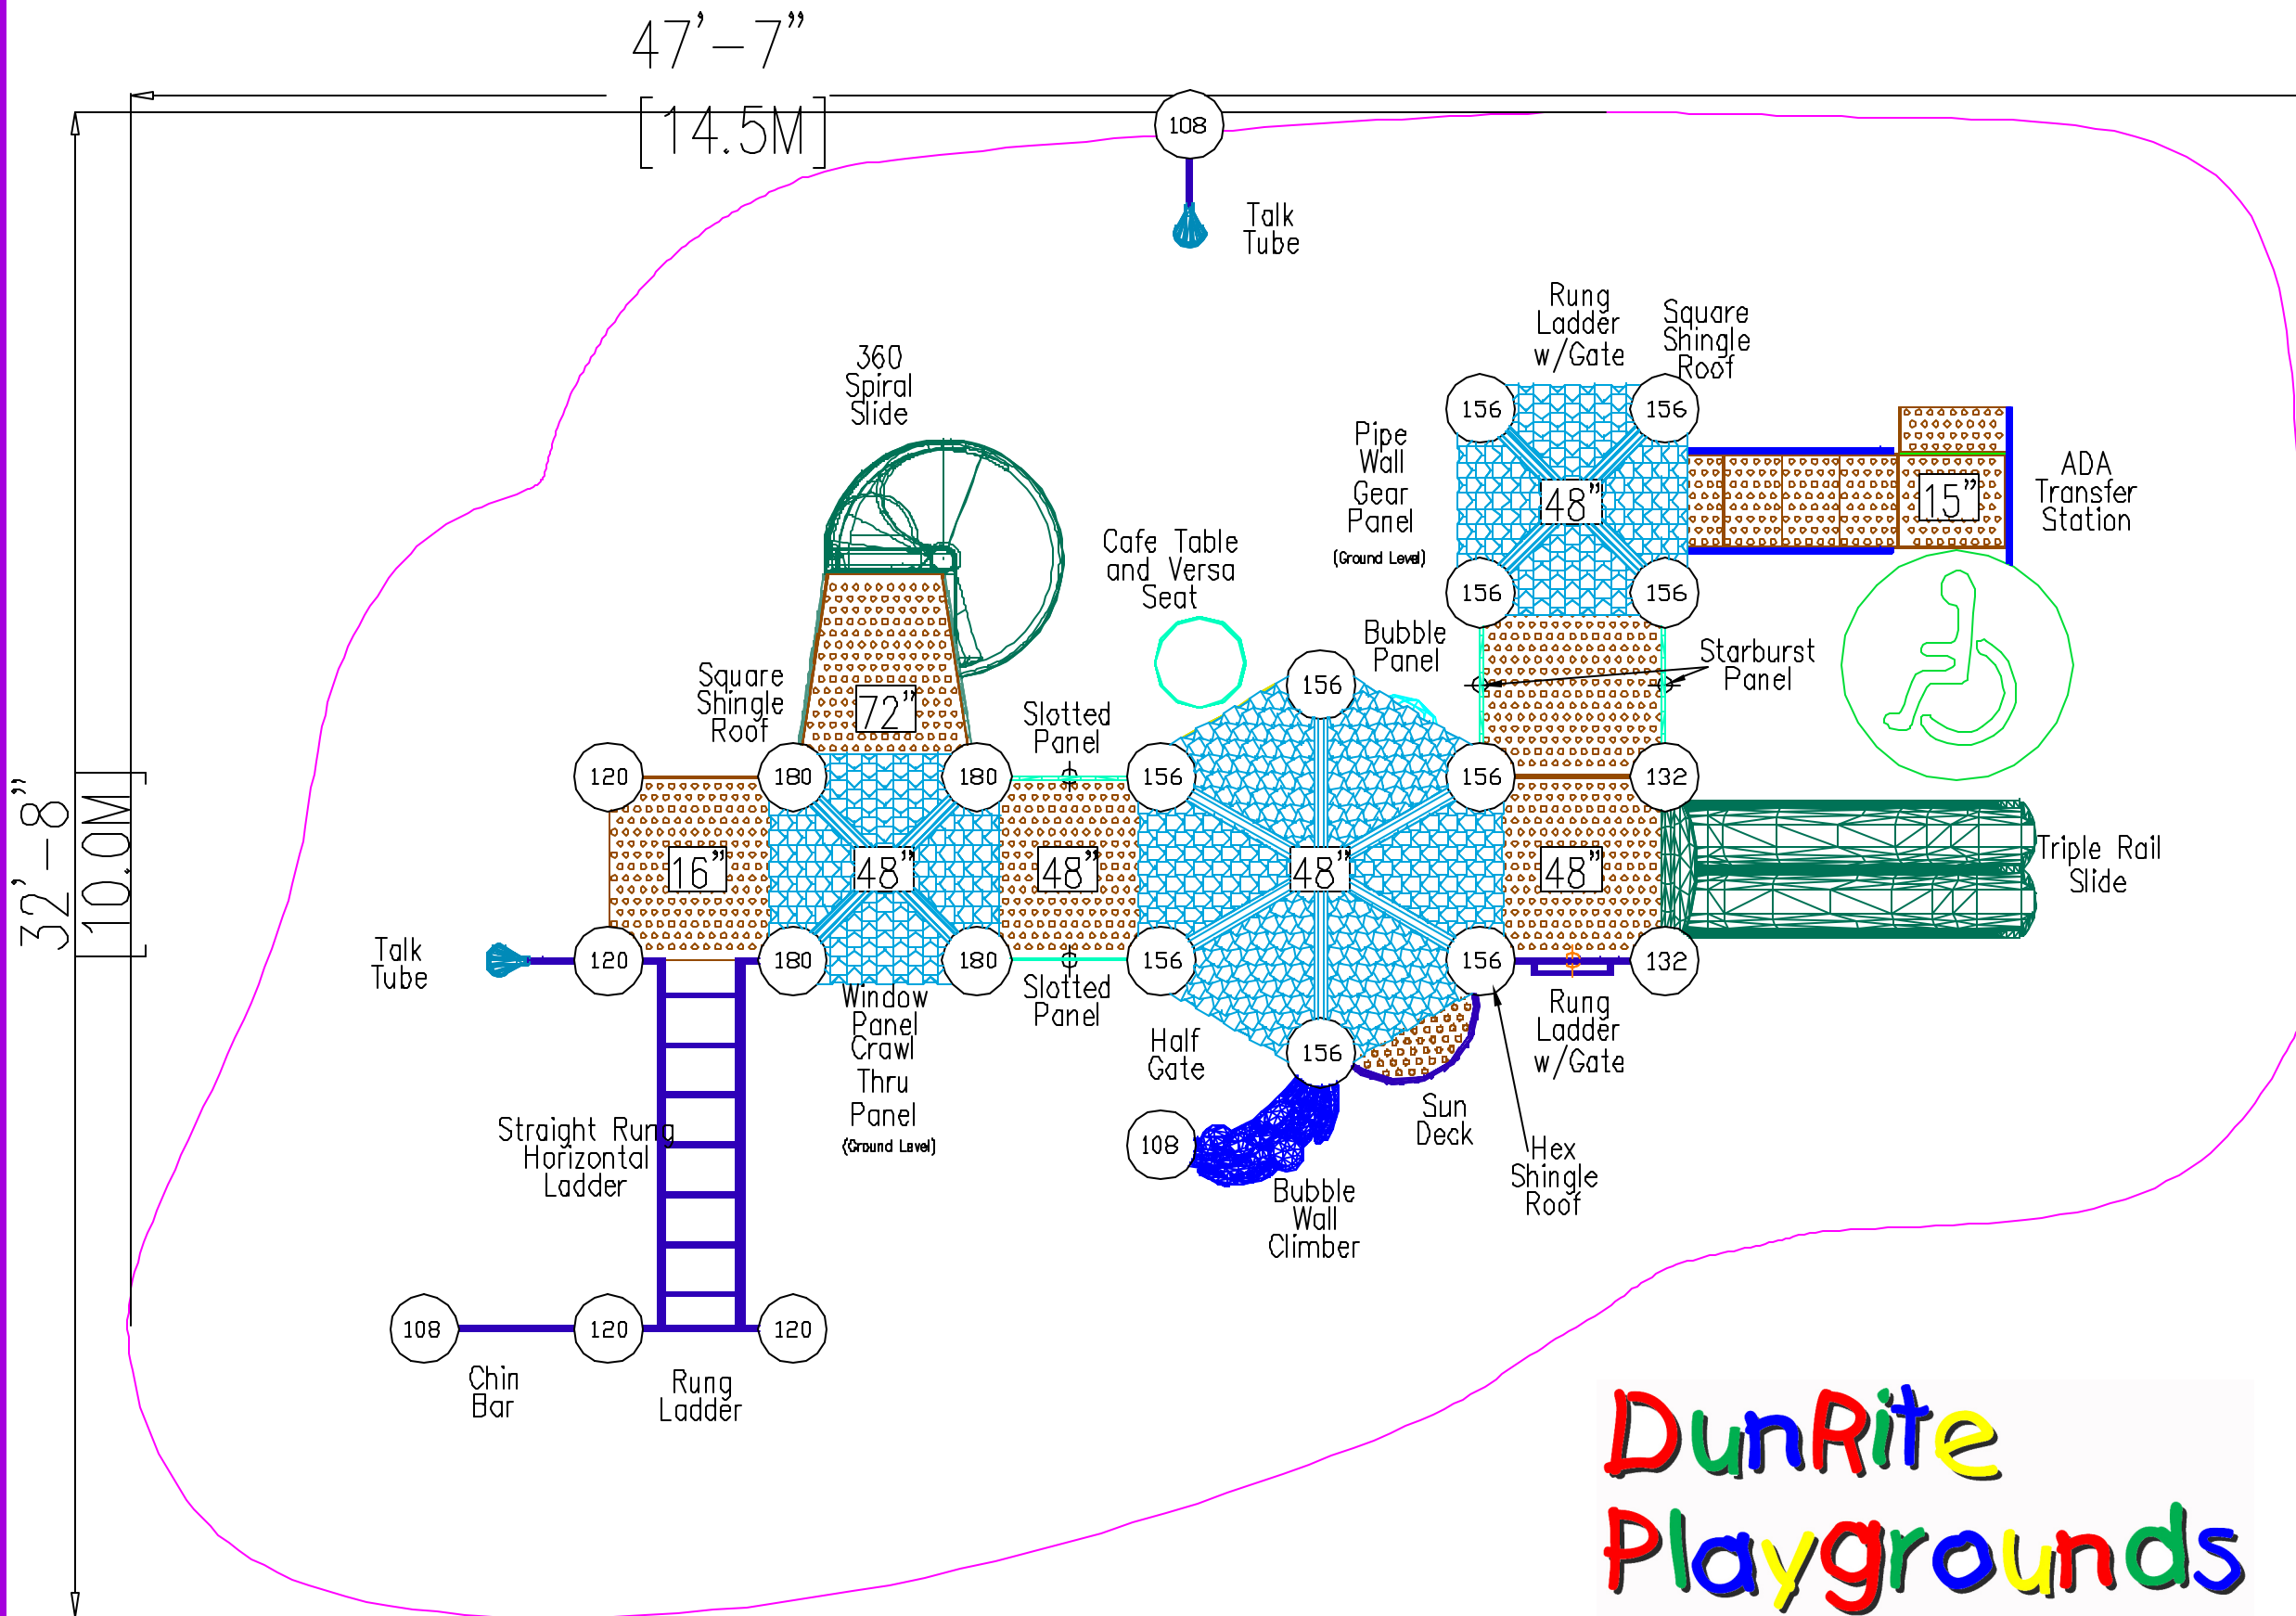 47'-7"
[14.5M]
108
Talk
Tube
Rung
Ladder
w/Gate
Square
Shingle
Roof
360
Spiral
Slide
156
156
Pipe
Wall
Gear
Panel
(Ground Level)
48"
15"
ADA
Transfer
Station
Cafe Table
and Versa
Seat
156
156
Bubble
Panel
Starburst
Panel
Square
Shingle
Roof
72"
156
Slotted
Panel
120
180
180
156
156
132
32'-8"
[10.0M]
16"
48"
48"
48"
48"
Triple Rail
Slide
Talk
Tube
120
180
180
156
156
132
Window
Panel
Crawl
Thru
Panel
(Ground Level)
Slotted
Panel
Half
Gate
156
Rung
Ladder
w/Gate
Sun
Deck
108
Straight Rung
Horizontal
Ladder
Hex
Shingle
Roof
Bubble
Wall
Climber
108
120
120
Chin
Bar
Rung
Ladder
DunRite
Playgrounds